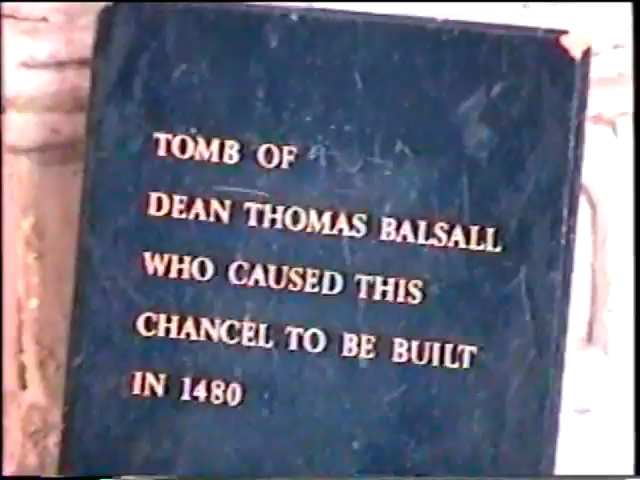 TOMB OF
DEAN THOMAS BALSALL
WHO CAUSED THIS
CHANCEL TO BE BUILT
IN 1480